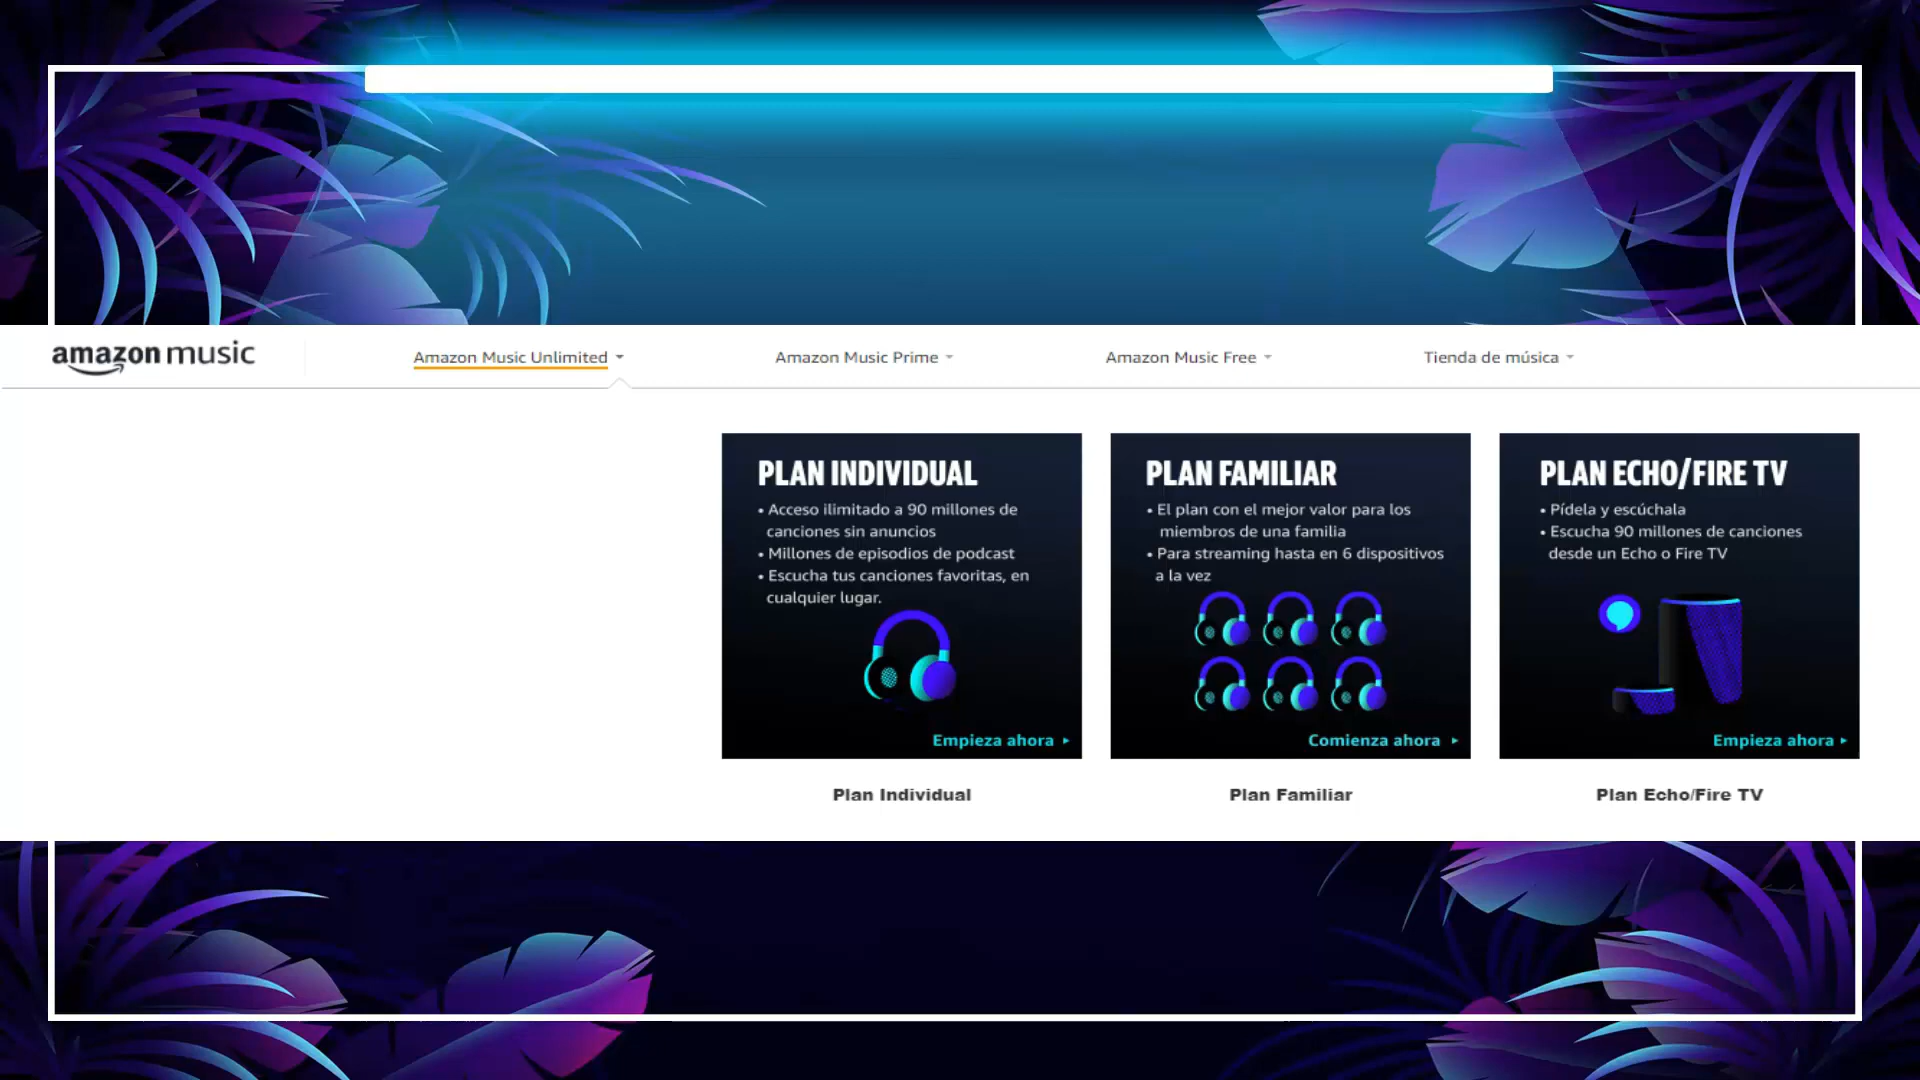 amazon music
Amazon Music Unlimited
Amazon Music Prime
Amazon Music Free
Tienda de música
PLAN INDIVIDUAL
• Acceso ilimitado a 90 millones de
canciones sin anuncios
• Millones de episodios de podcast
• Escucha tus canciones favoritas, en
cualquier lugar.
Empieza ahora
Plan Individual
PLAN FAMILIAR
• El plan con el mejor valor para los
miembros de una familia
• Para streaming hasta en 6 dispositivos
a la vez
Comienza ahora
Plan Familiar
PLAN ECHO/FIRE TV
• Pídela y escúchala
• Escucha 90 millones de canciones
desde un Echo o Fire TV
Empieza ahora
Plan Echo/Fire TV